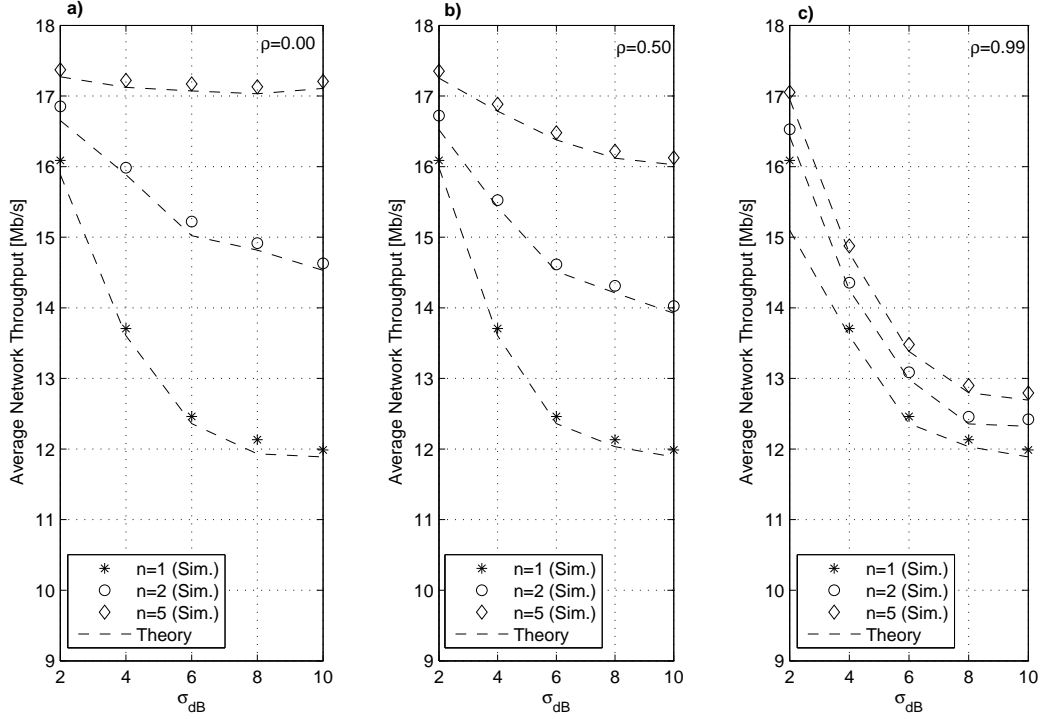 a)
ρ=0.00
Average Network Throughput [Mb/s]
18
17
16
15
14
13
12
11
10
9
n=1 (Sim.)
n=2 (Sim.)
n=5 (Sim.)
Theory
2 4 6 8 10
σdB
b)
ρ=0.50
Average Network Throughput [Mb/s]
18
17
16
15
14
13
12
11
10
9
n=1 (Sim.)
n=2 (Sim.)
n=5 (Sim.)
Theory
2 4 6 8 10
σdB
c)
ρ=0.99
Average Network Throughput [Mb/s]
18
17
16
15
14
13
12
11
10
9
n=1 (Sim.)
n=2 (Sim.)
n=5 (Sim.)
Theory
2 4 6 8 10
σdB